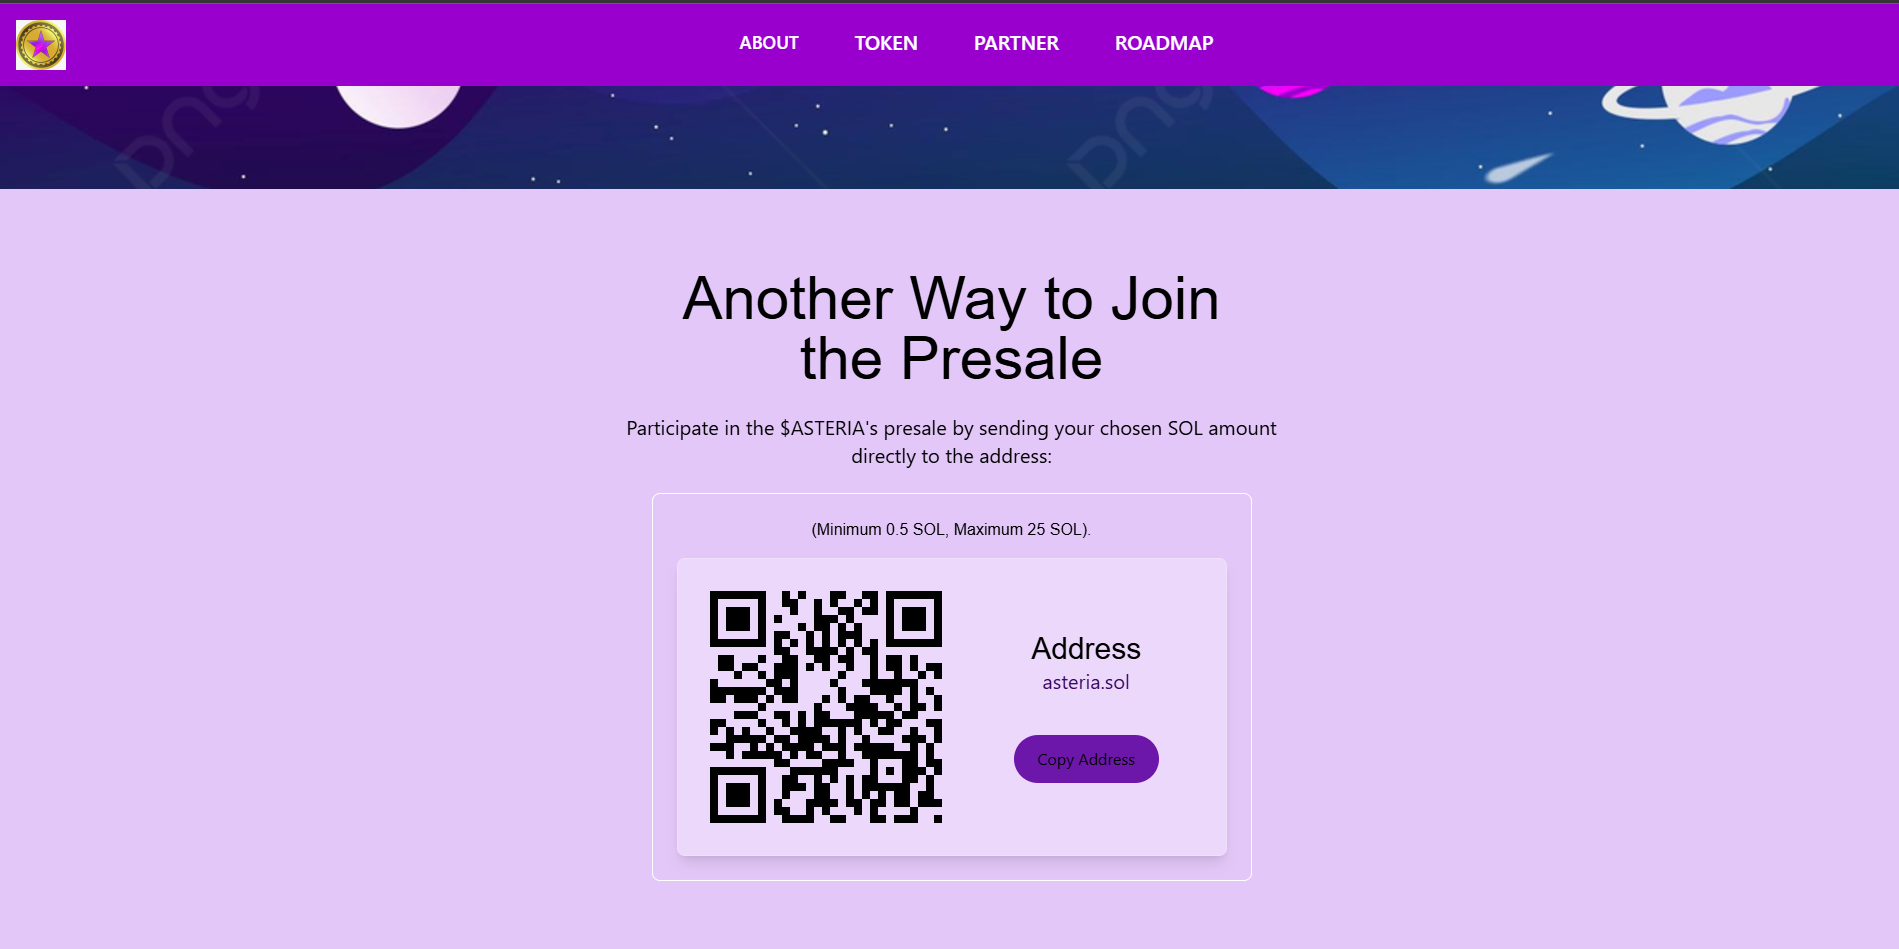 ABOUT TOKEN PARTNER ROADMAP
Another Way to Join
the Presale
Participate in the $ASTERIA's presale by sending your chosen SOL amount
directly to the address:
(Minimum 0.5 SOL, Maximum 25 SOL).
Address
asteria.sol
Copy Address